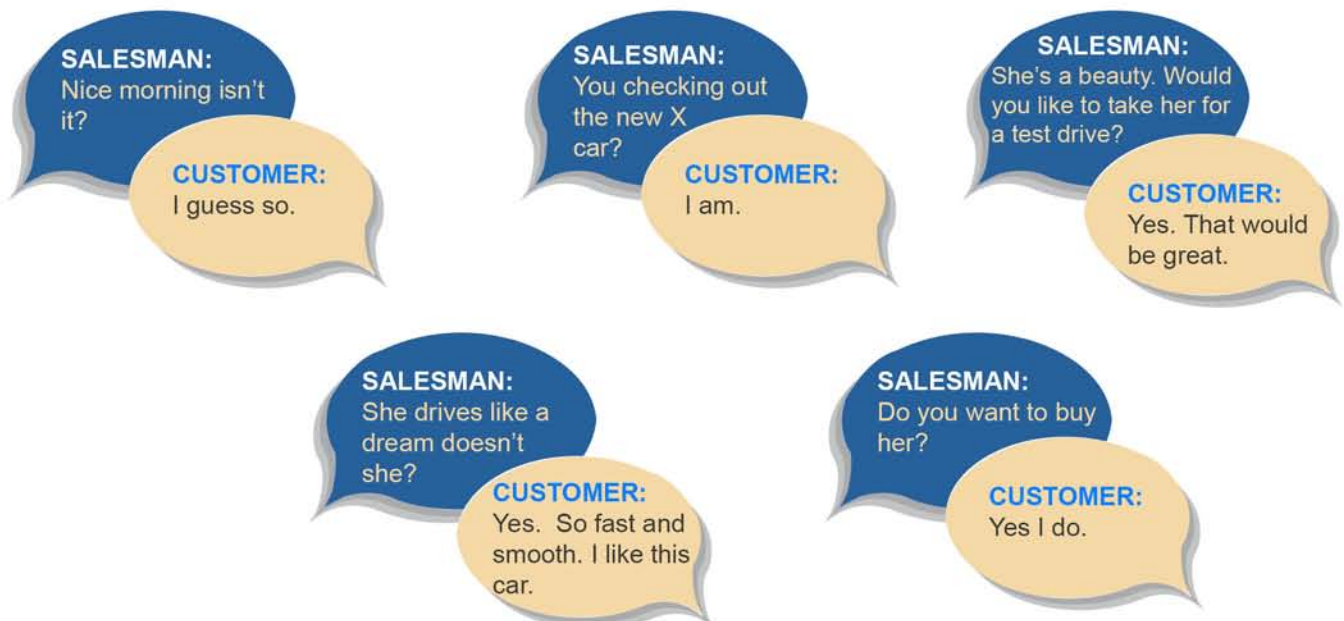 SALESMAN:
Nice morning isn't
it?
CUSTOMER:
I guess so.
SALESMAN:
You checking out
the new X
car?
CUSTOMER:
I am.
SALESMAN:
She's a beauty. Would
you like to take her for
a test drive?
CUSTOMER:
Yes. That would
be great.
SALESMAN:
She drives like a
dream doesn't
she?
CUSTOMER:
Yes.  So fast and
smooth. I like this
car.
SALESMAN:
Do you want to buy
her?
CUSTOMER:
Yes I do.